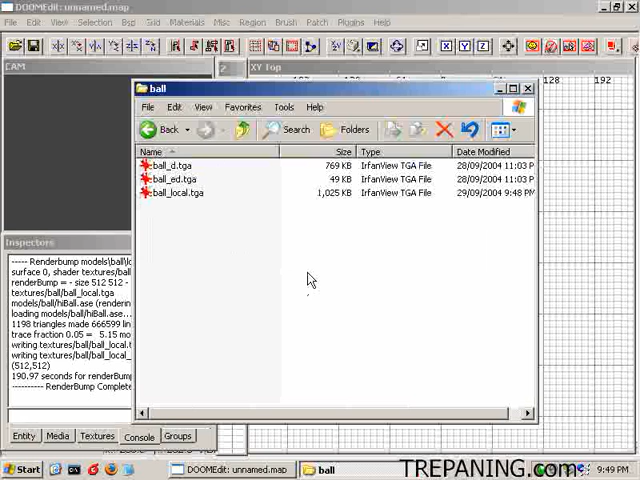 DOOMEdit: unnamed.map
File View Selection Bsp Sld Materials Misc Region Brush Patch Plugins Help
CAM
XY Top
128 192
ball
File Edit View Favorites Tools Help
Back Search Folders
Name Size Type Date Modified
ball_d.tga 769 KB IrfanView TGA File 28/09/2004 11:03 P
ball_ed.tga 49 KB IrfanView TGA File 28/09/2004 11:03 P
ball_local.tga 1,025 KB IrfanView TGA File 29/09/2004 9:48 PM
Inspectors
----- Renderbump models\ball\lo
surface 0, shader textures/ball
renderBump = - size 512 512 -
textures/ball/ball_local.tga
models/ball/hiBall.ase (renderin
loading models/ball/hiBall.ase...
1198 triangles made 666599 lin
trace fraction 0.05 = 5.15 mo
writing textures/ball/ball_local.t
writing textures/ball/ball_local_
(512,512)
190.97 seconds for renderBump
---------- RenderBump Complete
Entity Media Textures Console Groups
Start DOOMEdit: unnamed.map ball 9:49 PM
TREPANING.com